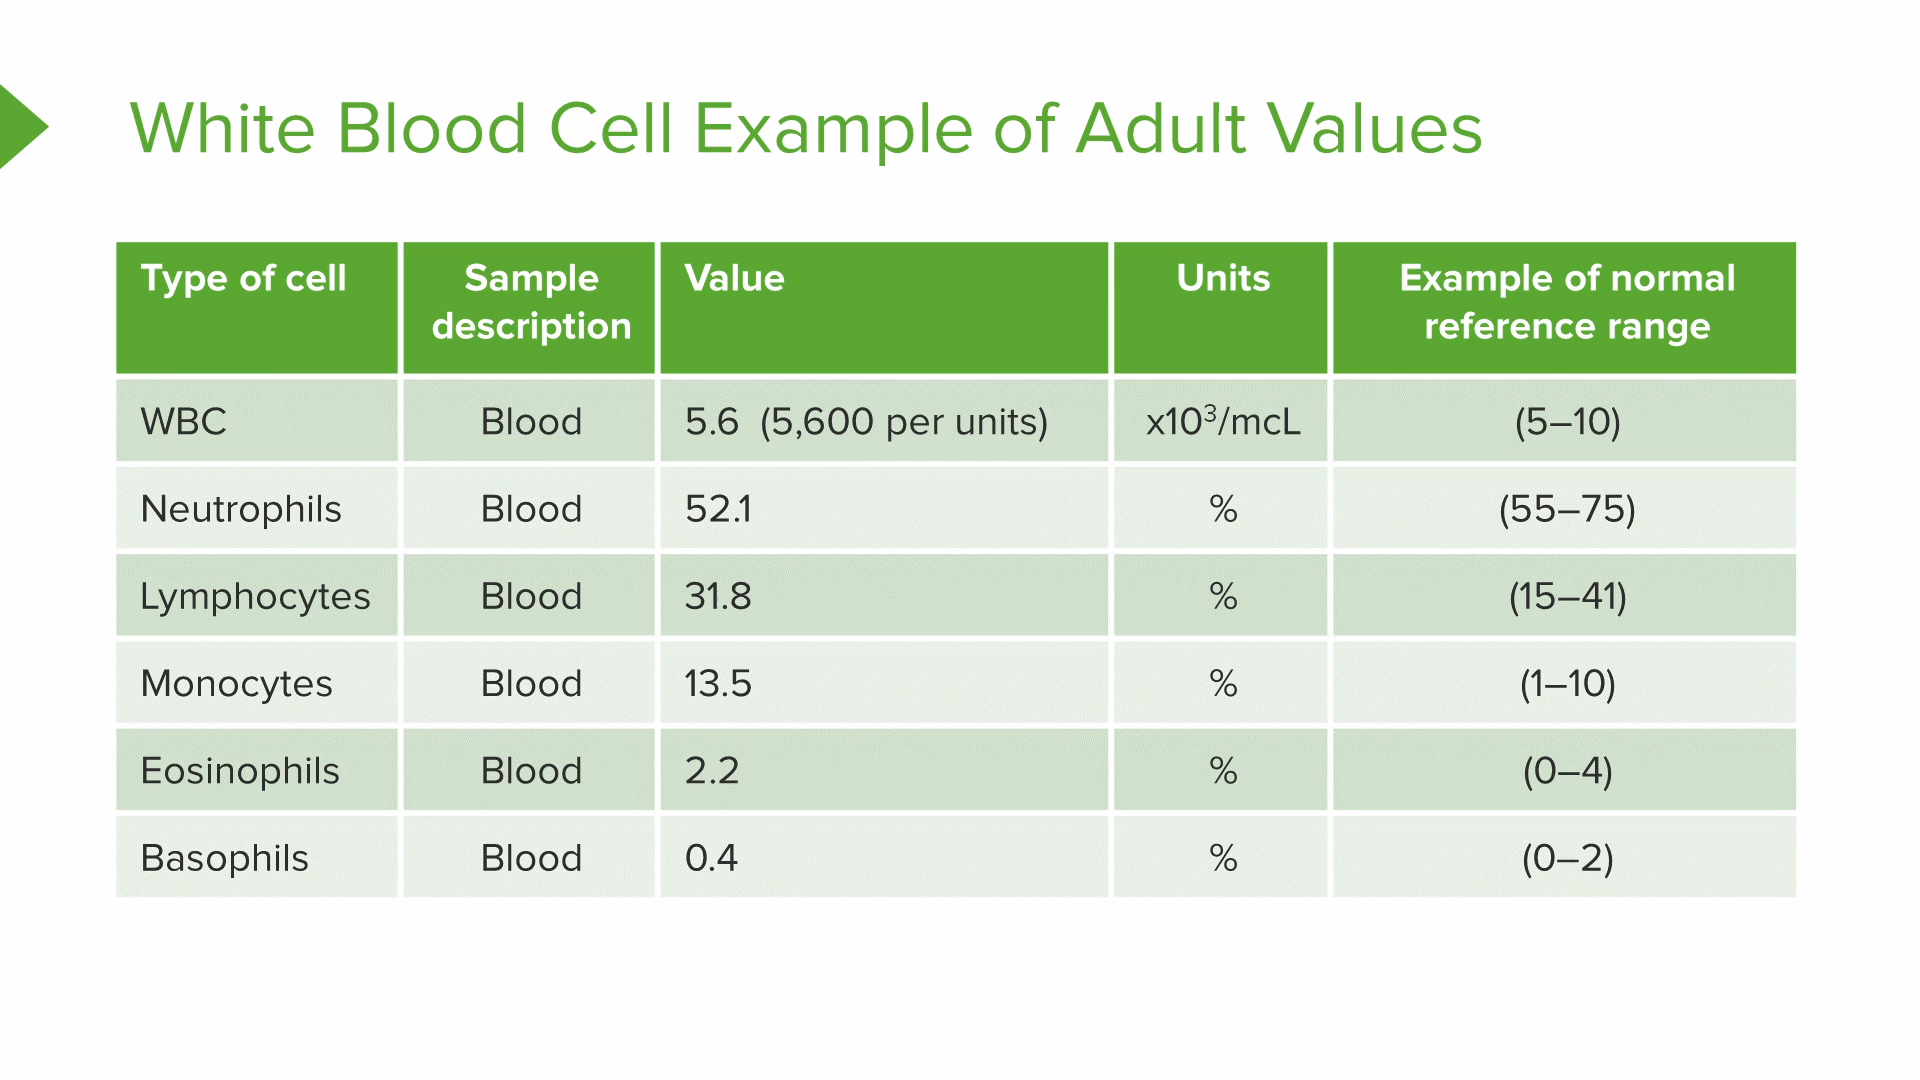 White Blood Cell Example of Adult Values
Type of cell Sample description Value Units Example of normal reference range
WBC Blood 5.6 (5,600 per units) x10³/mcL (5–10)
Neutrophils Blood 52.1 % (55–75)
Lymphocytes Blood 31.8 % (15–41)
Monocytes Blood 13.5 % (1–10)
Eosinophils Blood 2.2 % (0–4)
Basophils Blood 0.4 % (0–2)